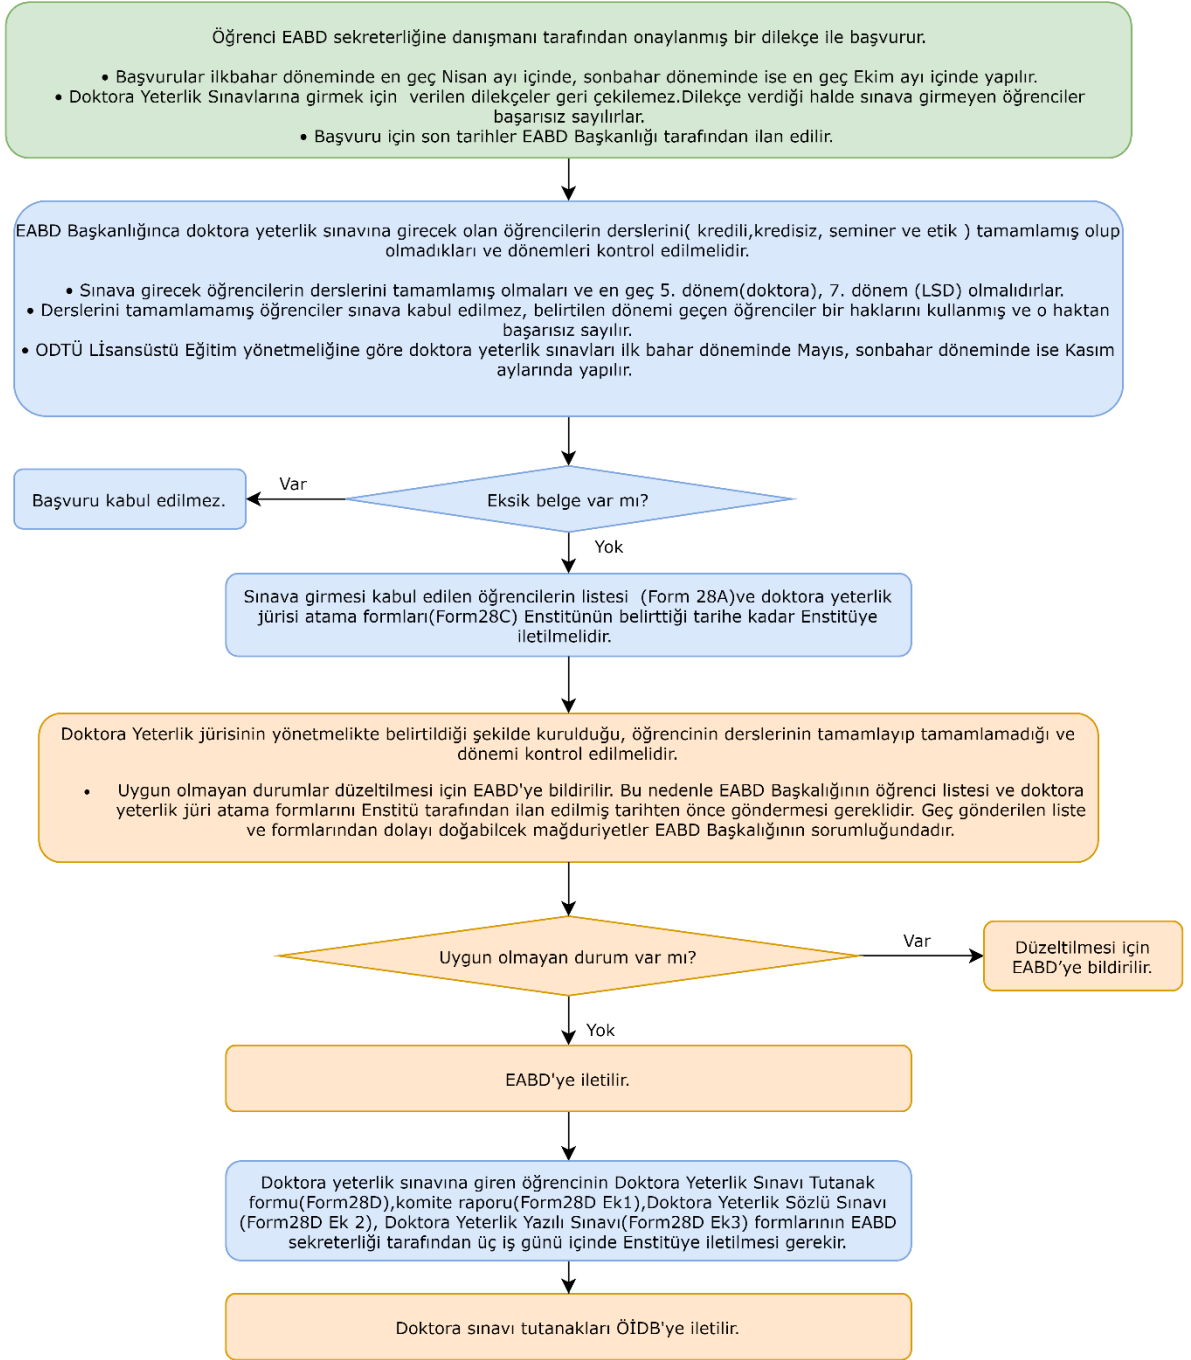 Öğrenci EABD sekreterliğine danışmanı tarafından onaylanmış bir dilekçe ile başvurur.
• Başvurular ilkbahar döneminde en geç Nisan ayı içinde, sonbahar döneminde ise en geç Ekim ayı içinde yapılır.
• Doktora Yeterlik Sınavlarına girmek için verilen dilekçeler geri çekilemez.Dilekçe verdiği halde sınava girmeyen öğrenciler
başarısız sayılırlar.
• Başvuru için son tarihler EABD Başkanlığı tarafından ilan edilir.
EABD Başkanlığınca doktora yeterlik sınavına girecek olan öğrencilerin derslerini( kredili,kredisiz, seminer ve etik ) tamamlamış olup
olmadıkları ve dönemleri kontrol edilmelidir.
• Sınava girecek öğrencilerin derslerini tamamlamış olmaları ve en geç 5. dönem(doktora), 7. dönem (LSD) olmalıdırlar.
• Derslerini tamamlamamış öğrenciler sınava kabul edilmez, belirtilen dönemi geçen öğrenciler bir haklarını kullanmış ve o haktan
başarısız sayılır.
• ODTÜ Lİsansüstü Eğitim yönetmeliğine göre doktora yeterlik sınavları ilk bahar döneminde Mayıs, sonbahar döneminde ise Kasım
aylarında yapılır.
Eksik belge var mı?
Var
Başvuru kabul edilmez.
Yok
Sınava girmesi kabul edilen öğrencilerin listesi (Form 28A)ve doktora yeterlik
jürisi atama formları(Form28C) Enstitünün belirttiği tarihe kadar Enstitüye
iletilmelidir.
Doktora Yeterlik jürisinin yönetmelikte belirtildiği şekilde kurulduğu, öğrencinin derslerinin tamamlayıp tamamlamadığı ve
dönemi kontrol edilmelidir.
• Uygun olmayan durumlar düzeltilmesi için EABD'ye bildirilir. Bu nedenle EABD Başkalığının öğrenci listesi ve doktora
yeterlik jüri atama formlarını Enstitü tarafından ilan edilmiş tarihten önce göndermesi gereklidir. Geç gönderilen liste
ve formlarından dolayı doğabilcek mağduriyetler EABD Başkalığının sorumluğundadır.
Uygun olmayan durum var mı?
Var
Düzeltilmesi için
EABD’ye bildirilir.
Yok
EABD'ye iletilir.
Doktora yeterlik sınavına giren öğrencinin Doktora Yeterlik Sınavı Tutanak
formu(Form28D),komite raporu(Form28D Ek1),Doktora Yeterlik Sözlü Sınavı
(Form28D Ek 2), Doktora Yeterlik Yazılı Sınavı(Form28D Ek3) formlarının EABD
sekreterliği tarafından üç iş günü içinde Enstitüye iletilmesi gerekir.
Doktora sınavı tutanakları ÖİDB'ye iletilir.